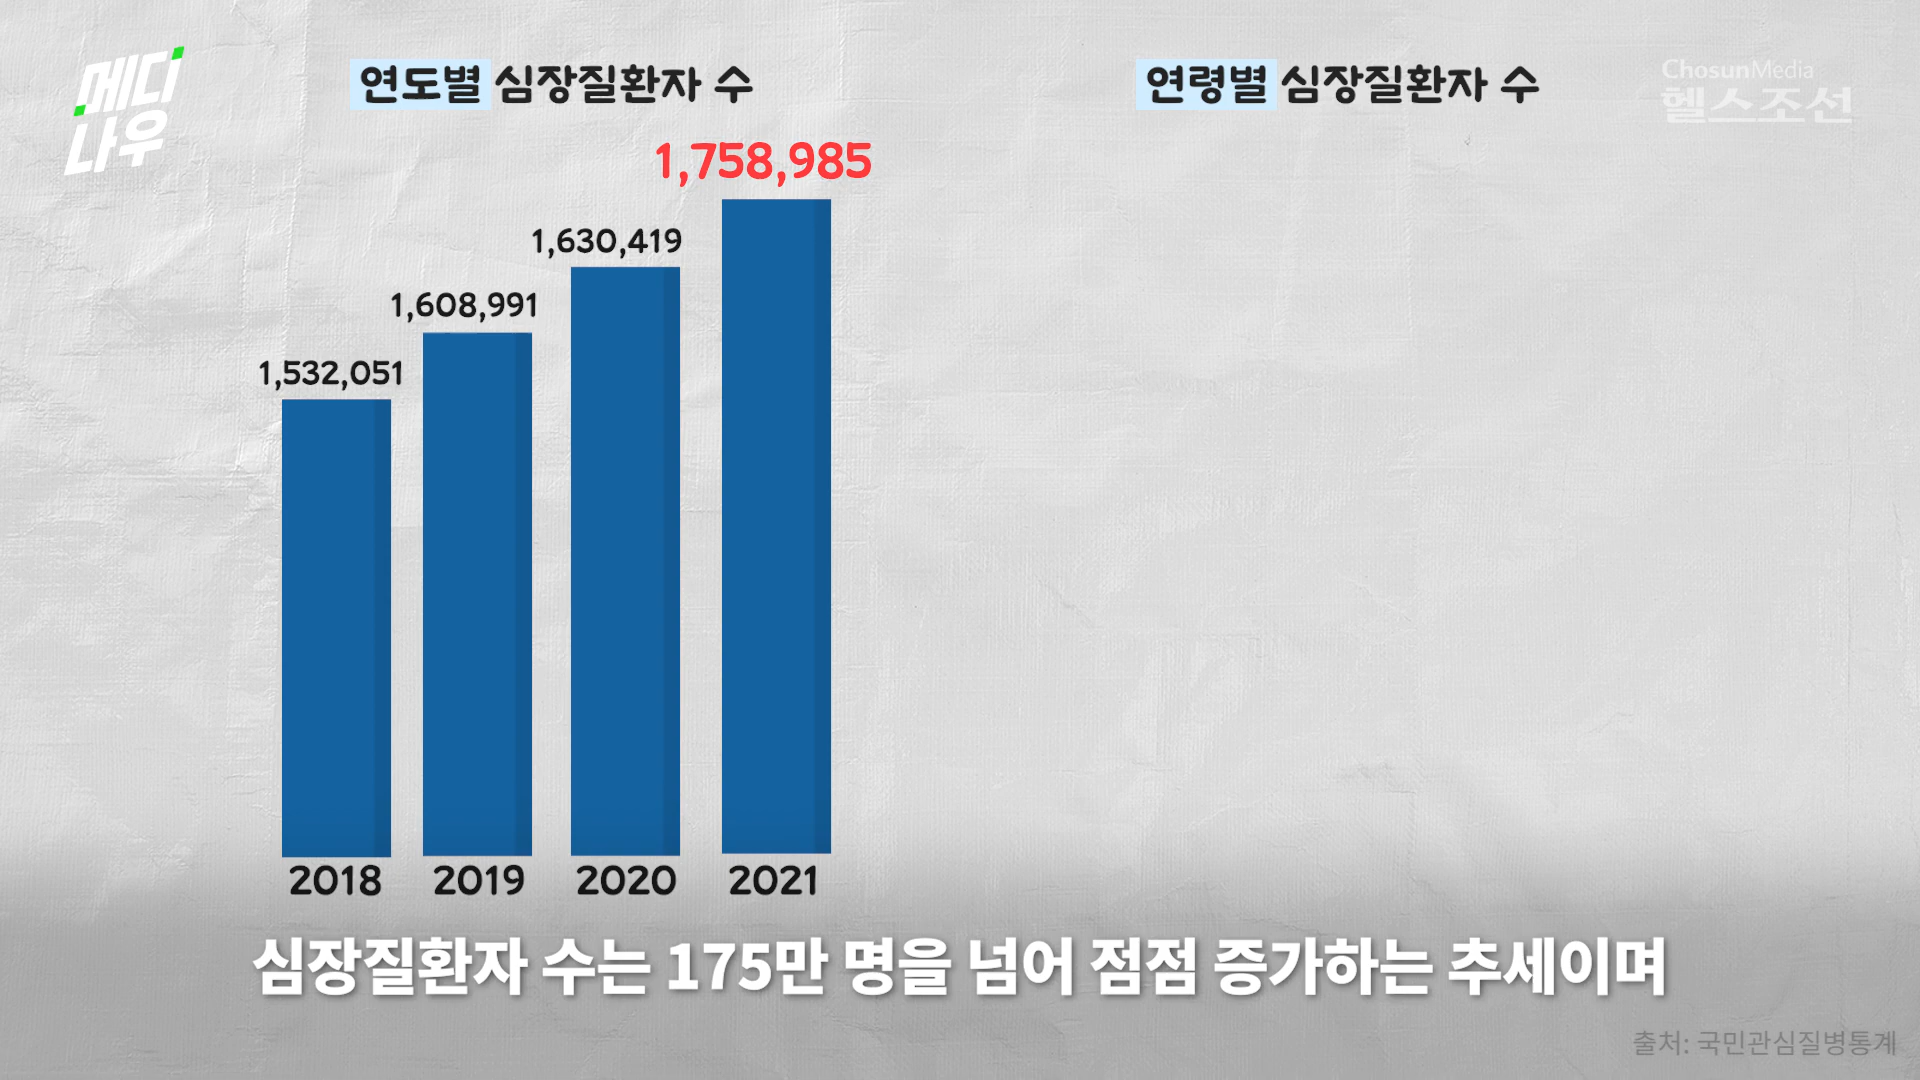 메디
나우
연도별 심장질환자 수
연령별 심장질환자 수
ChosunMedia
헬스조선
1,758,985
1,630,419
1,608,991
1,532,051
2018
2019
2020
2021
심장질환자 수는 175만 명을 넘어 점점 증가하는 추세이며
출처: 국민관심질병통계